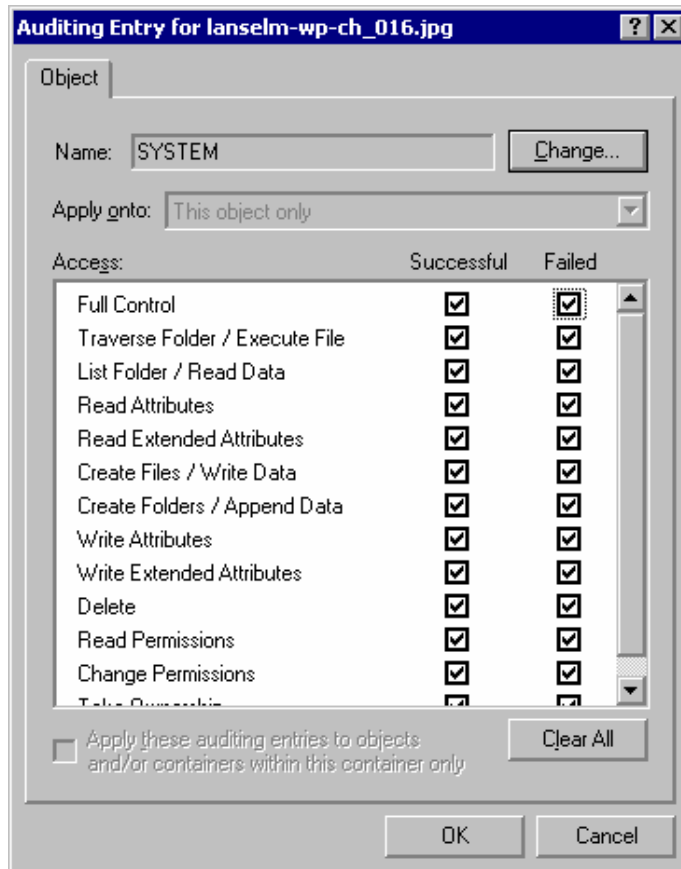 Auditing Entry for lanselm-wp-ch_016.jpg
Object
Name: SYSTEM Change...
Apply onto: This object only
Access: Successful Failed
Full Control
Traverse Folder / Execute File
List Folder / Read Data
Read Attributes
Read Extended Attributes
Create Files / Write Data
Create Folders / Append Data
Write Attributes
Write Extended Attributes
Delete
Read Permissions
Change Permissions
Take Ownership
Apply these auditing entries to objects
and/or containers within this container only
Clear All
OK Cancel